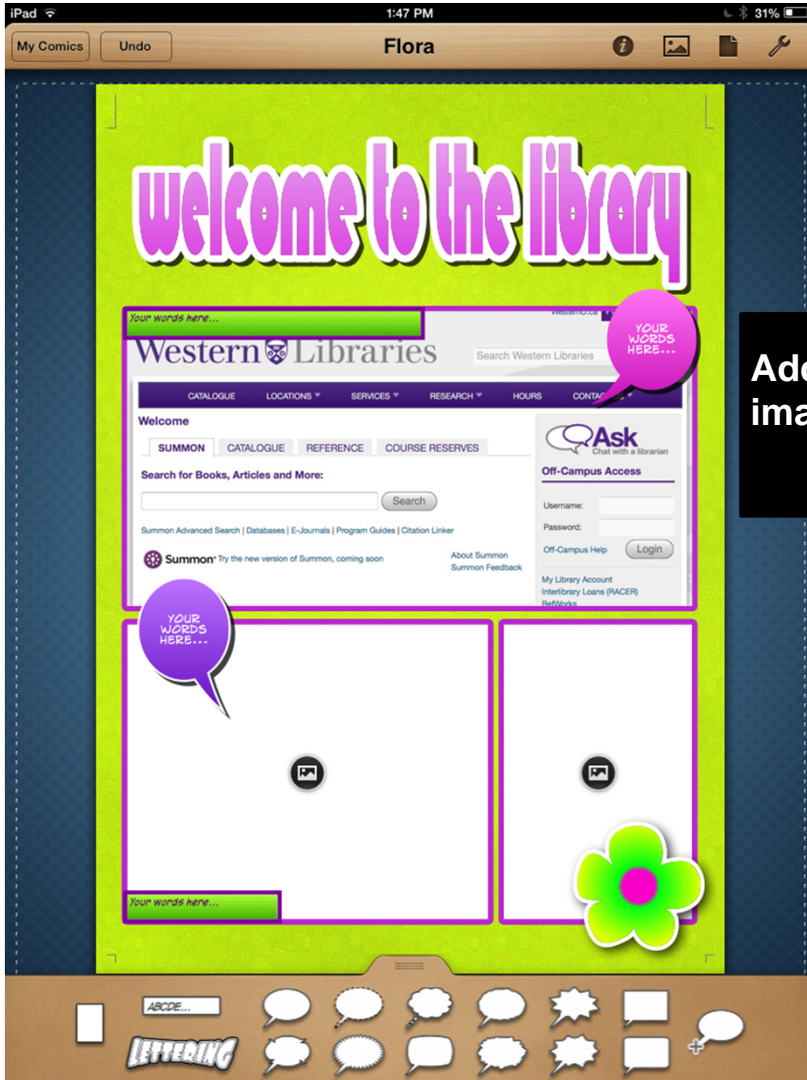 iPad 1:47 PM 31%
My Comics Undo Flora
welcome to the library
Your words here...
WesternU.ca
YOUR
WORDS
HERE...
Western Libraries
Search Western Libraries
CATALOGUE LOCATIONS SERVICES RESEARCH HOURS
Welcome
SUMMON CATALOGUE REFERENCE COURSE RESERVES
Search for Books, Articles and More:
Search
Summon Advanced Search | Databases | E-Journals | Program Guides | Citation Linker
Summon Try the new version of Summon, coming soon
About Summon
Summon Feedback
Ask
Chat with a librarian
Off-Campus Access
Username:
Password:
Off-Campus Help Login
My Library Account
Interlibrary Loans (RACER)
RefWorks
YOUR
WORDS
HERE...
Your words here...
ABCDE...
LETTERING